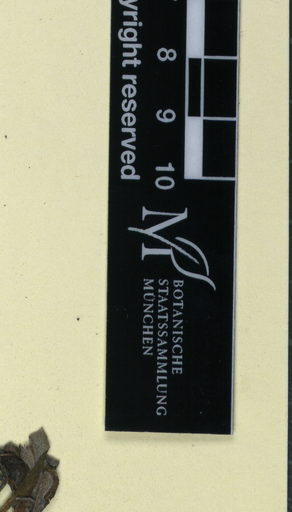 yright reserved
8 9 10
M
BOTANISCHE
STAATSSAMMLUNG
MÜNCHEN